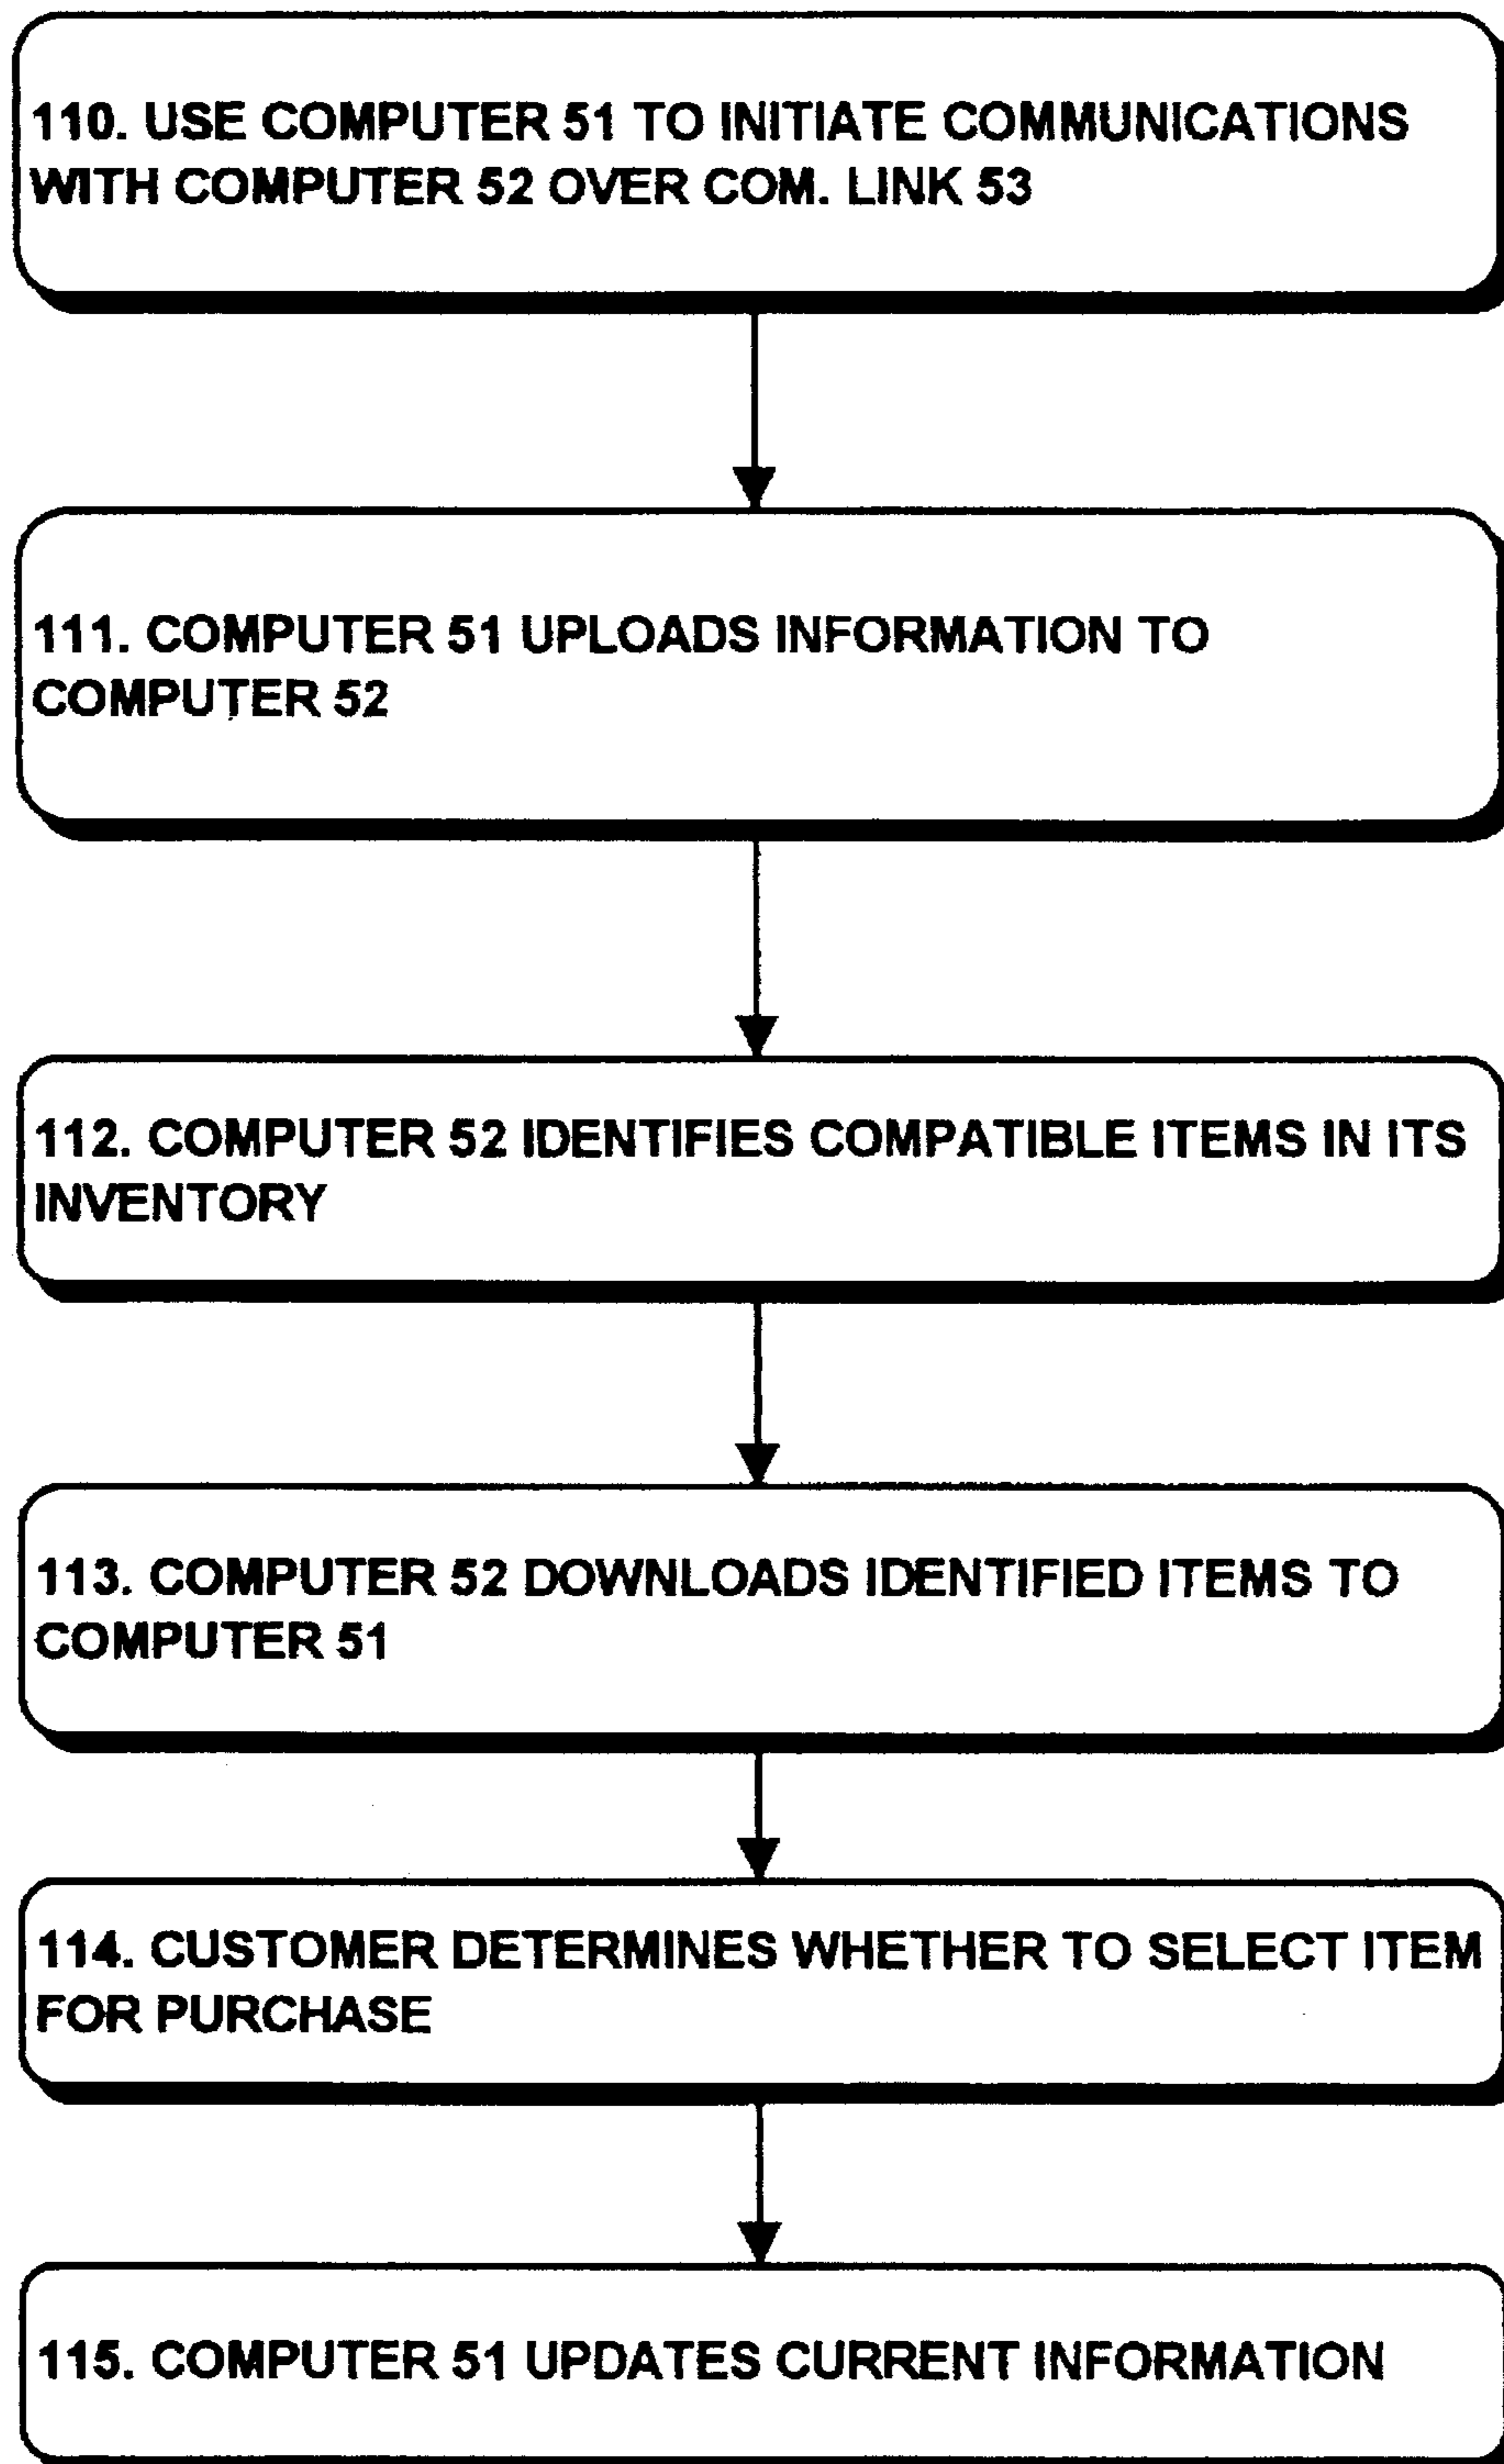 110. USE COMPUTER 51 TO INITIATE COMMUNICATIONS
WITH COMPUTER 52 OVER COM. LINK 53
111. COMPUTER 51 UPLOADS INFORMATION TO
COMPUTER 52
112. COMPUTER 52 IDENTIFIES COMPATIBLE ITEMS IN ITS
INVENTORY
113. COMPUTER 52 DOWNLOADS IDENTIFIED ITEMS TO
COMPUTER 51
114. CUSTOMER DETERMINES WHETHER TO SELECT ITEM
FOR PURCHASE
115. COMPUTER 51 UPDATES CURRENT INFORMATION